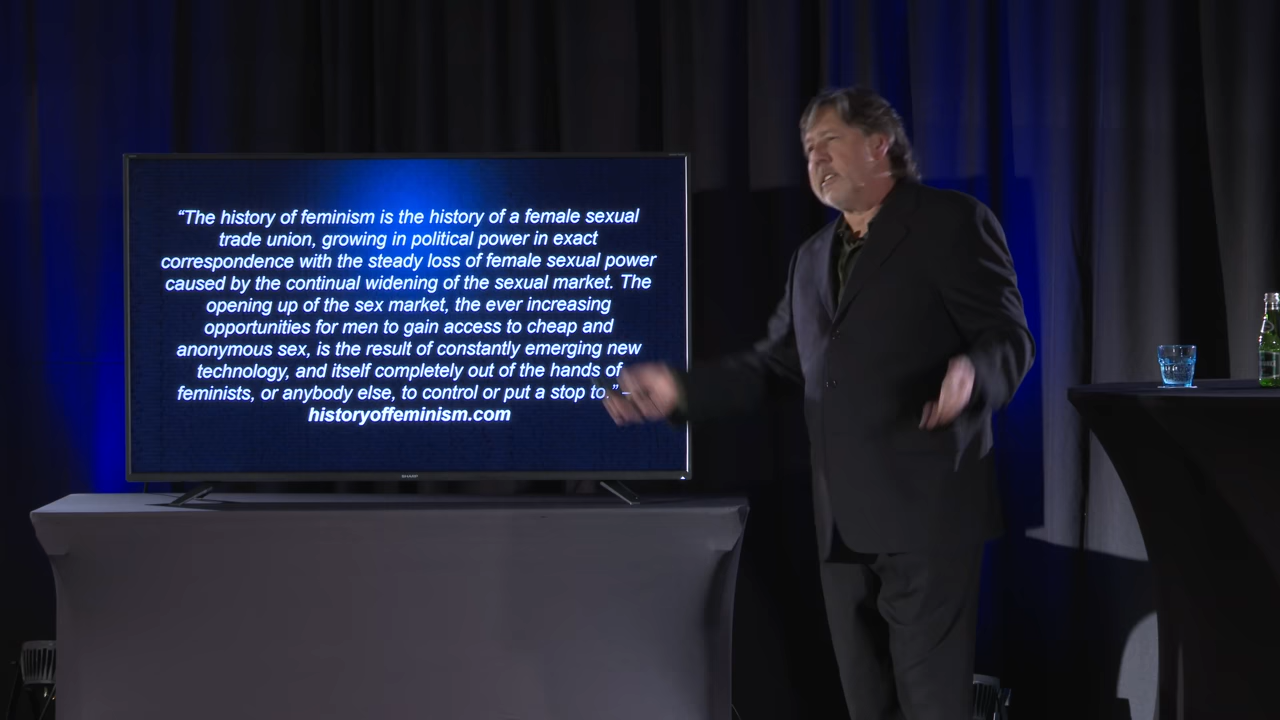 “The history of feminism is the history of a female sexual
trade union, growing in political power in exact
correspondence with the steady loss of female sexual power
caused by the continual widening of the sexual market. The
opening up of the sex market, the ever increasing
opportunities for men to gain access to cheap and
anonymous sex, is the result of constantly emerging new
technology, and itself completely out of the hands of
feminists, or anybody else, to control or put a stop to.” –
historyoffeminism.com
SHARP